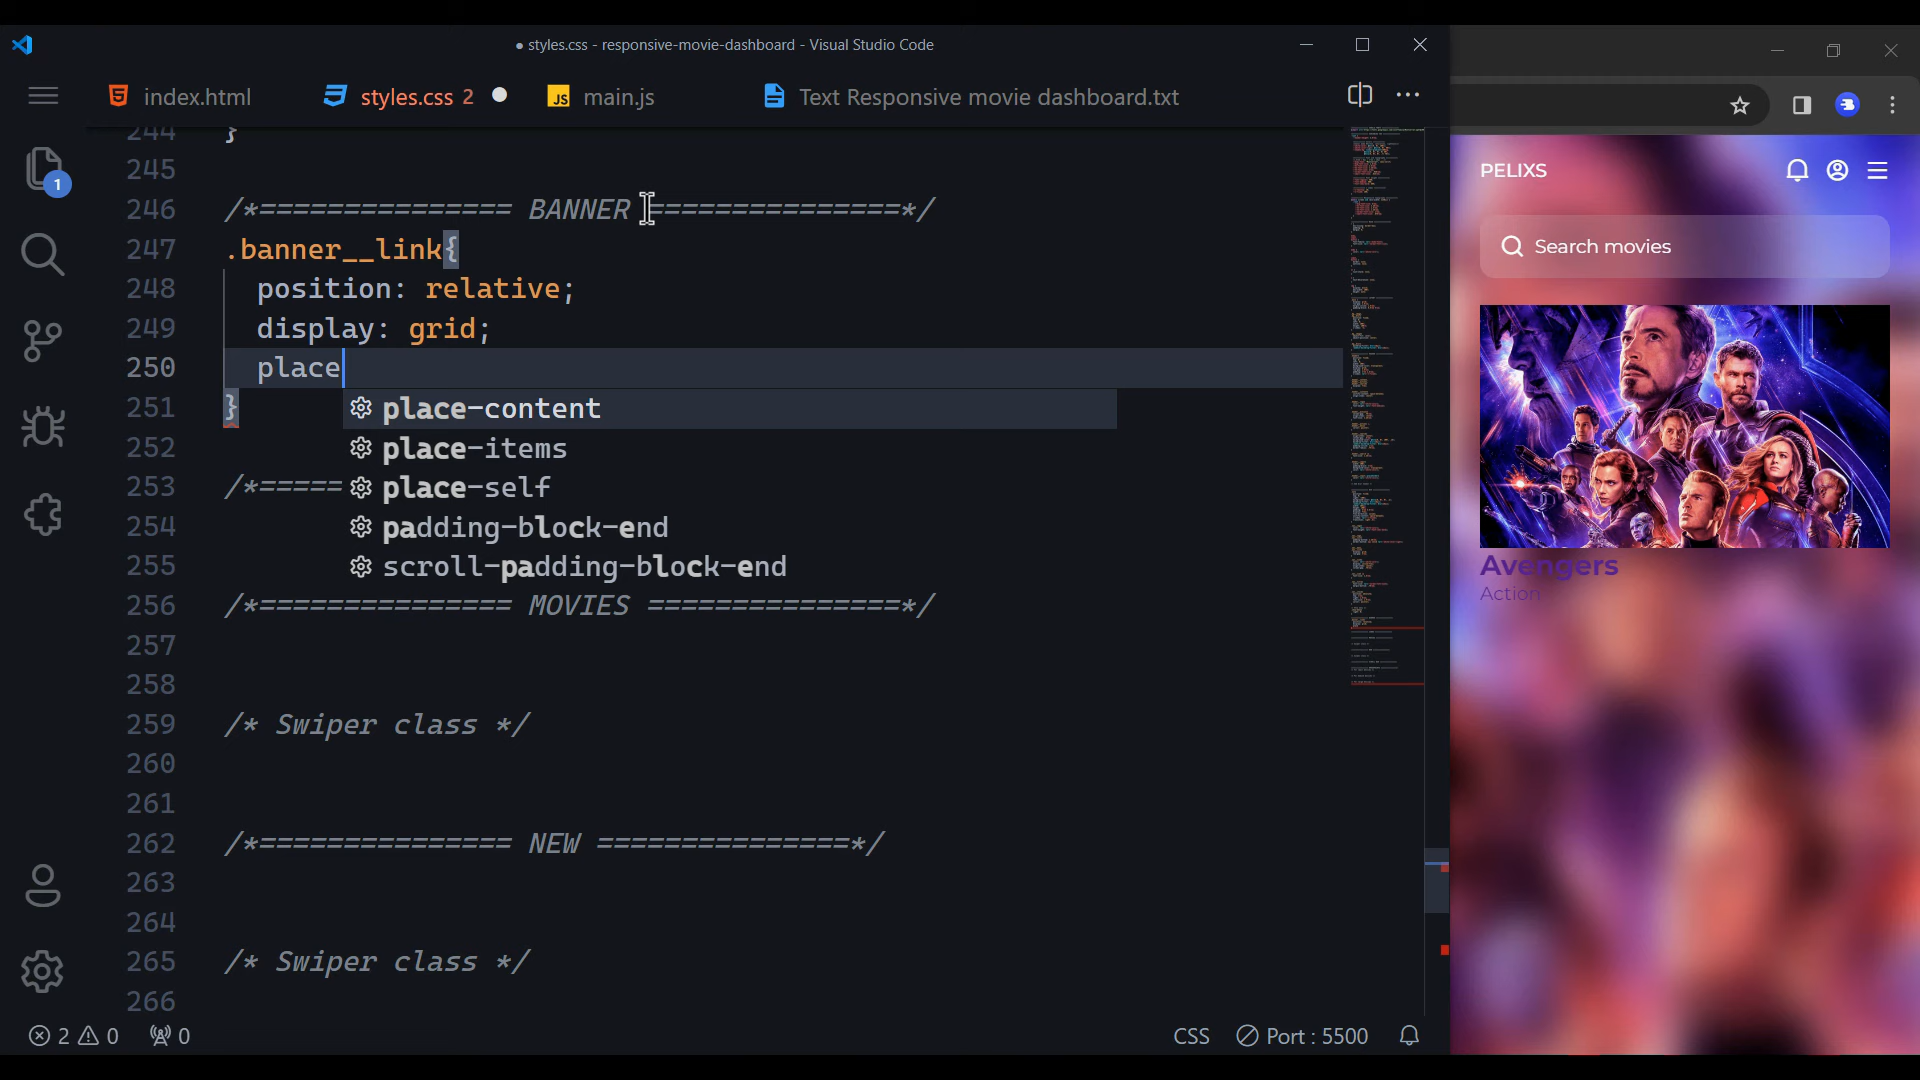 styles.css - responsive-movie-dashboard - Visual Studio Code
index.html
styles.css 2
JS main.js
Text Responsive movie dashboard.txt
244 }
245
246 /*=============== BANNER ===============*/
247 .banner__link{
248 position: relative;
249 display: grid;
250 place
251 }
place-content
252
place-items
253 /*=====
place-self
254
padding-block-end
255
scroll-padding-block-end
256 /*=============== MOVIES ===============*/
257
258
259 /* Swiper class */
260
261
262 /*=============== NEW ===============*/
263
264
265 /* Swiper class */
266
1
2 0
0
CSS
Port : 5500
PELIXS
Search movies
Avengers
Action